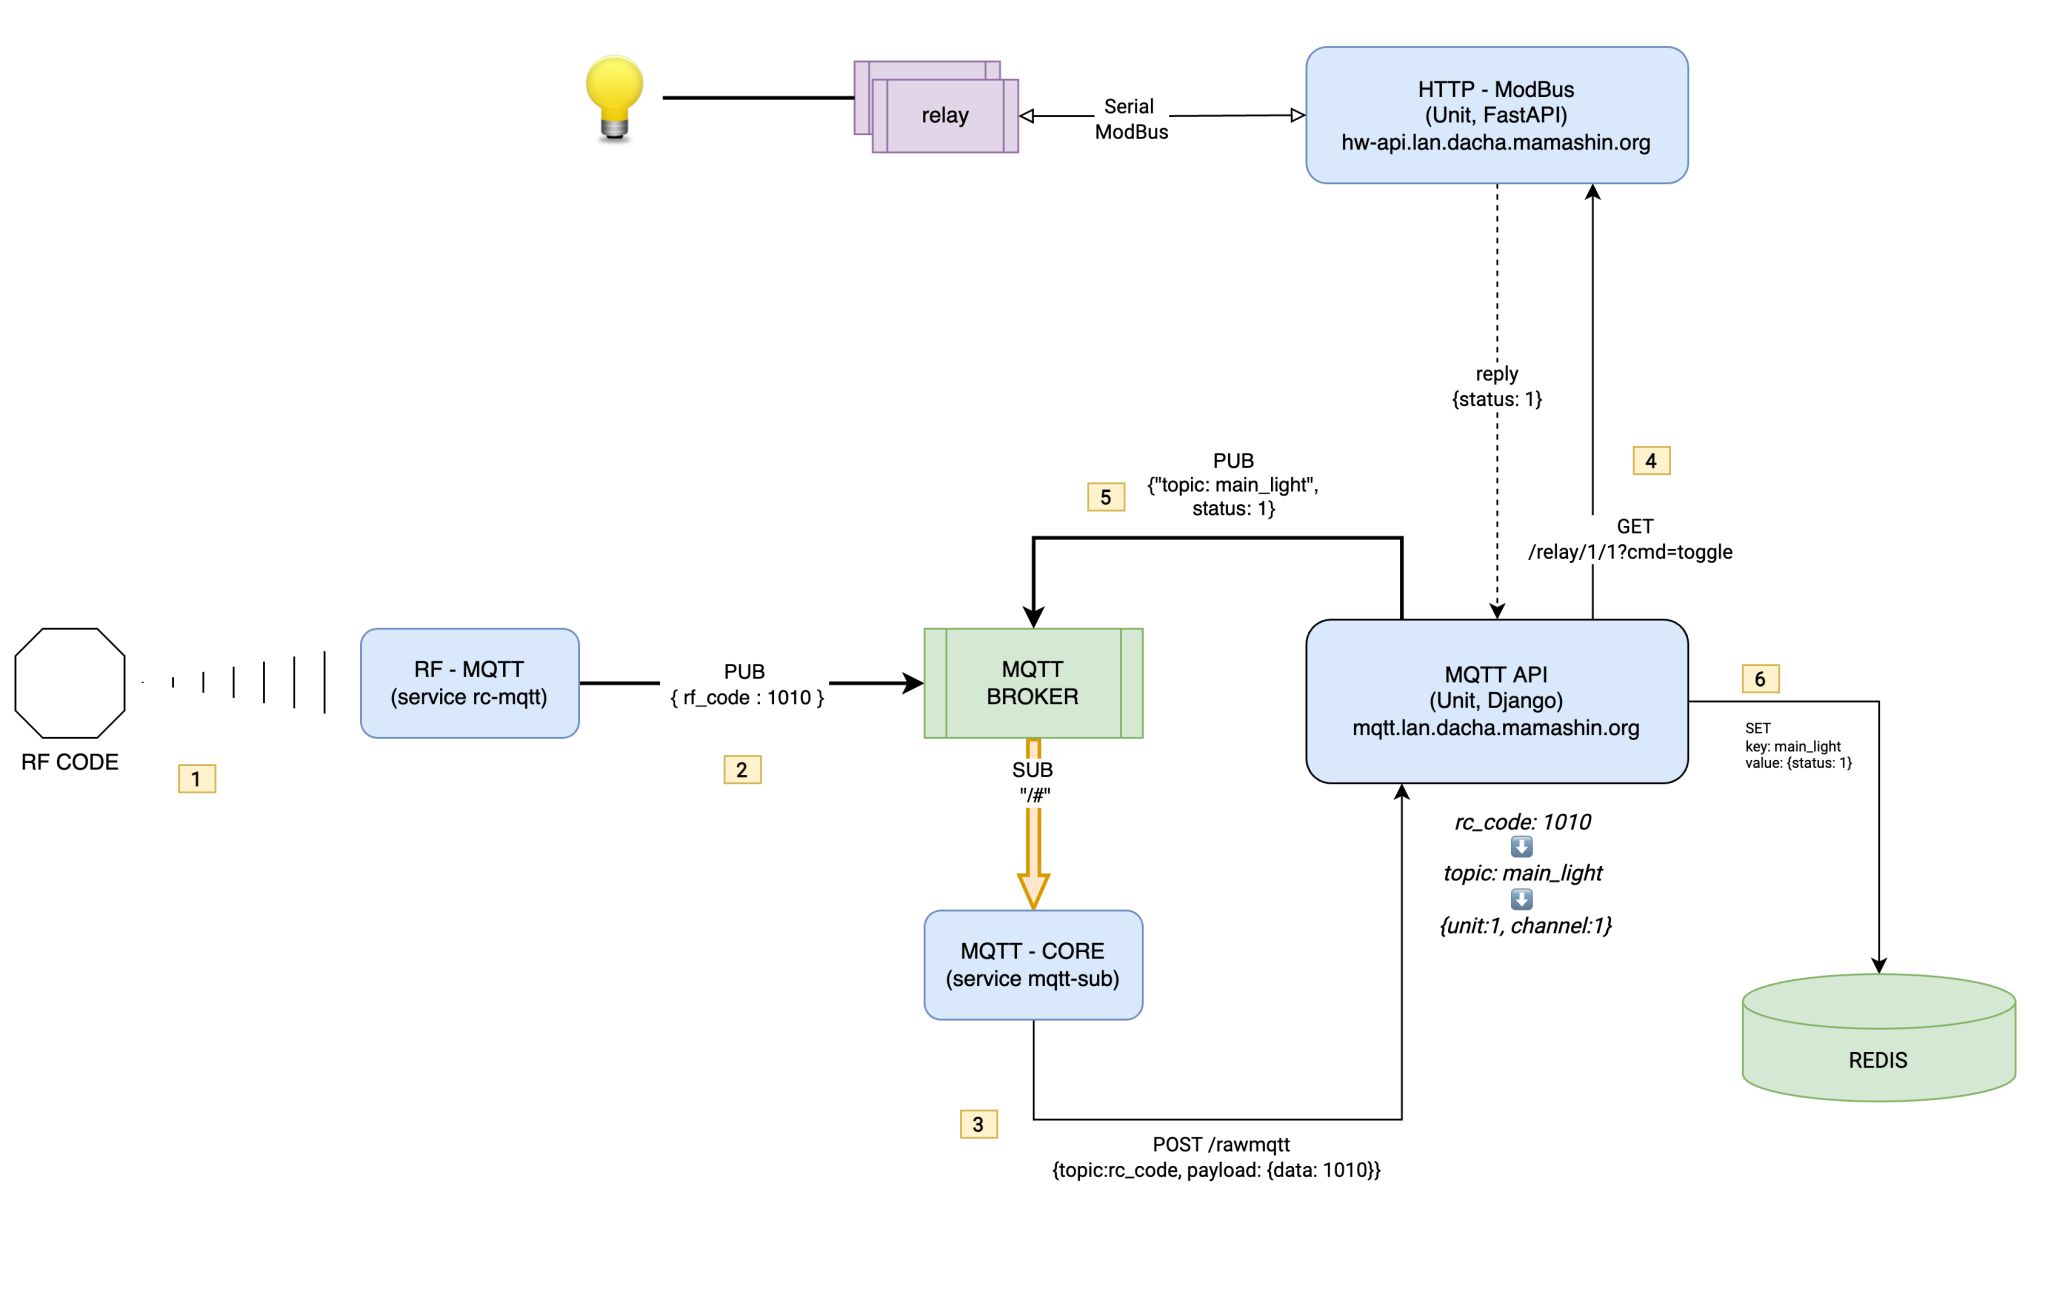 relay
Serial
ModBus
HTTP - ModBus
(Unit, FastAPI)
hw-api.lan.dacha.mamashin.org
reply
{status: 1}
4
GET
/relay/1/1?cmd=toggle
5
PUB
{"topic: main_light",
status: 1}
RF CODE
1
RF - MQTT
(service rc-mqtt)
PUB
{ rf_code : 1010 }
2
MQTT
BROKER
SUB
"/#"
MQTT API
(Unit, Django)
mqtt.lan.dacha.mamashin.org
6
SET
key: main_light
value: {status: 1}
rc_code: 1010
topic: main_light
{unit:1, channel:1}
MQTT - CORE
(service mqtt-sub)
3
POST /rawmqtt
{topic:rc_code, payload: {data: 1010}}
REDIS